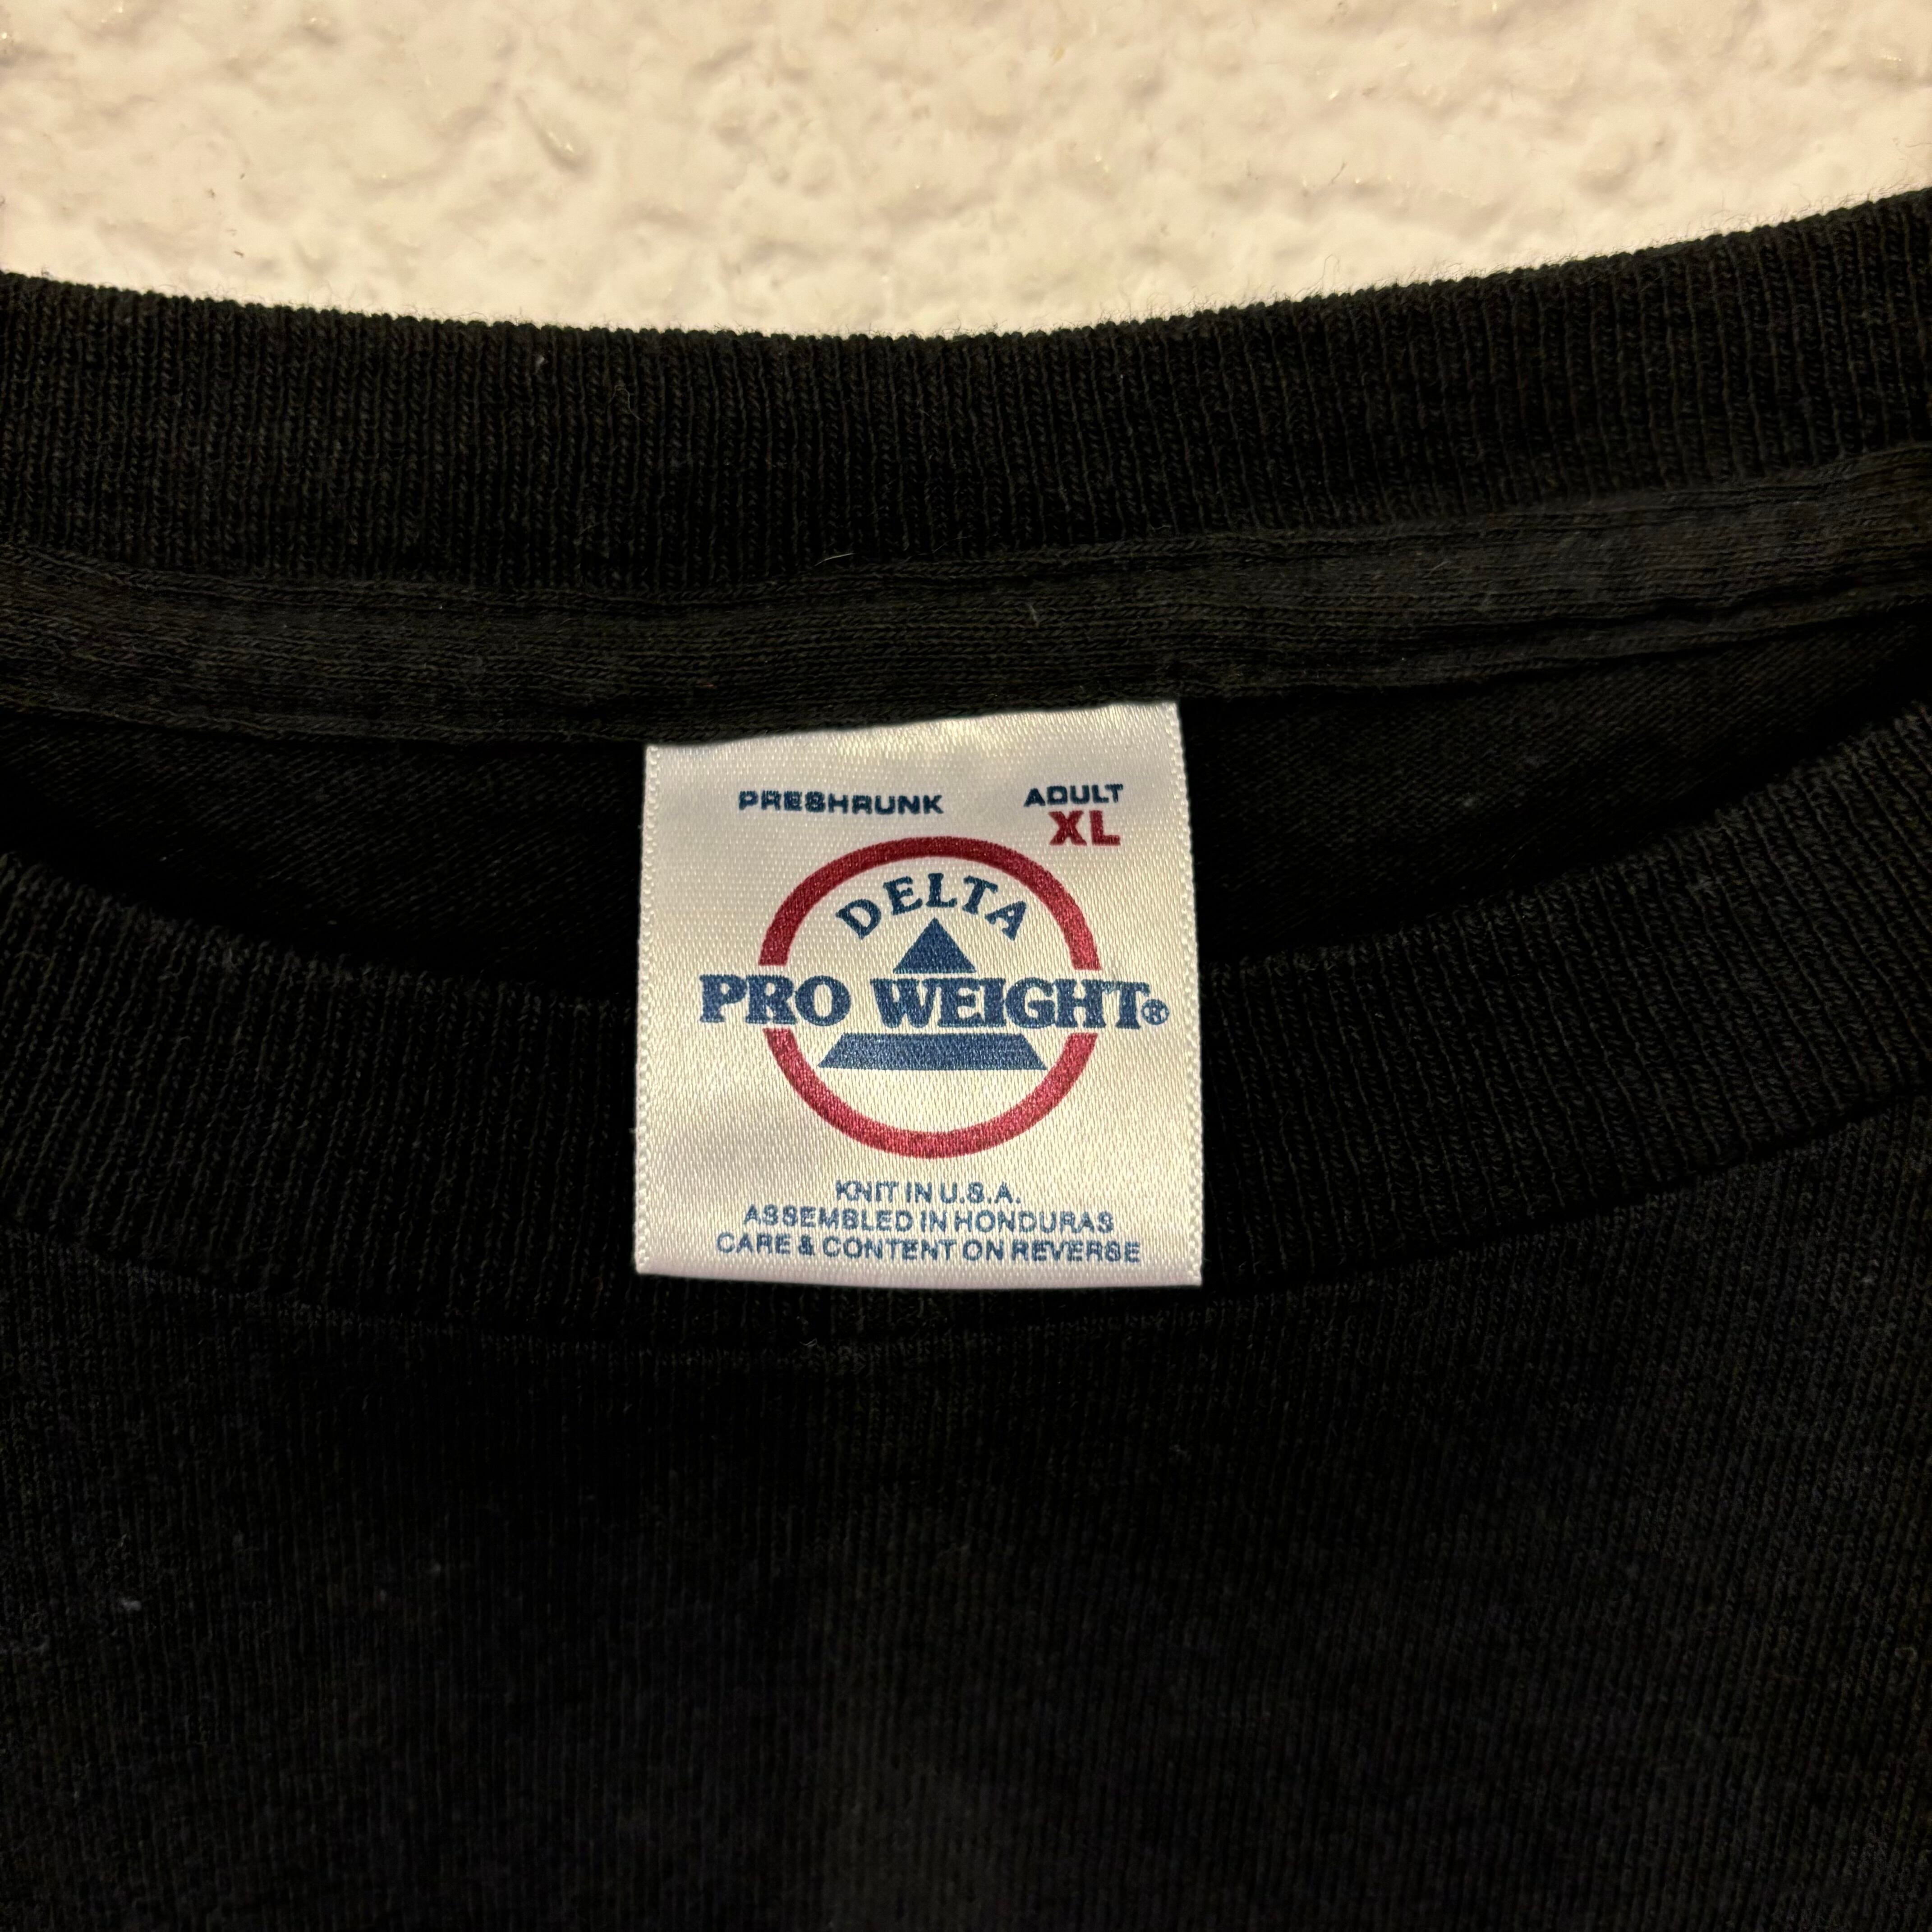 PRESHRUNK
ADULT
XL
DELTA
PRO WEIGHT®
KNIT IN U.S.A.
ASSEMBLED IN HONDURAS
CARE & CONTENT ON REVERSE